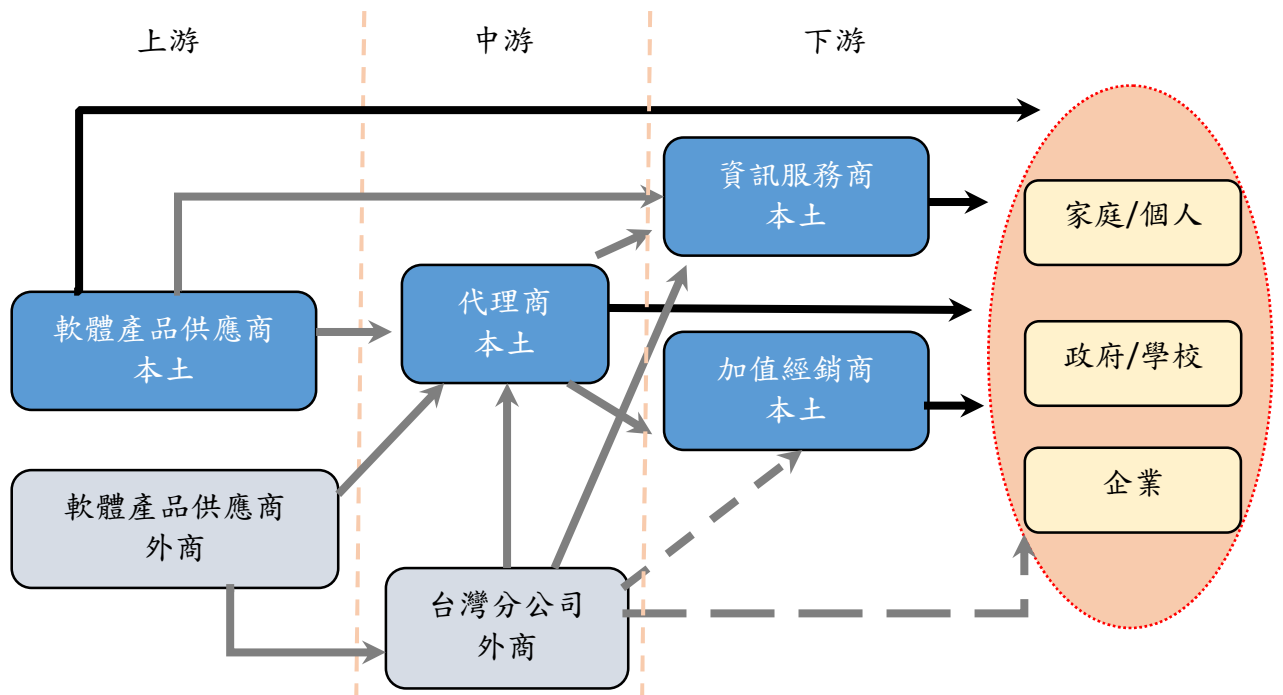 上游
中游
下游
資訊服務商
本土
家庭/個人
軟體產品供應商
本土
代理商
本土
加值經銷商
本土
政府/學校
軟體產品供應商
外商
企業
台灣分公司
外商